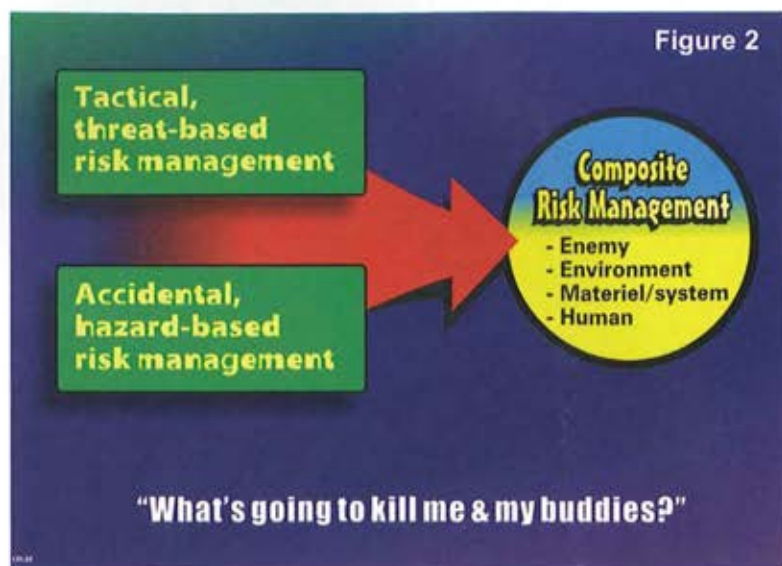 Figure 2
Tactical,
threat-based
risk management
Accidental,
hazard-based
risk management
Composite
Risk Management
- Enemy
- Environment
- Materiel/system
- Human
“What's going to kill me & my buddies?”